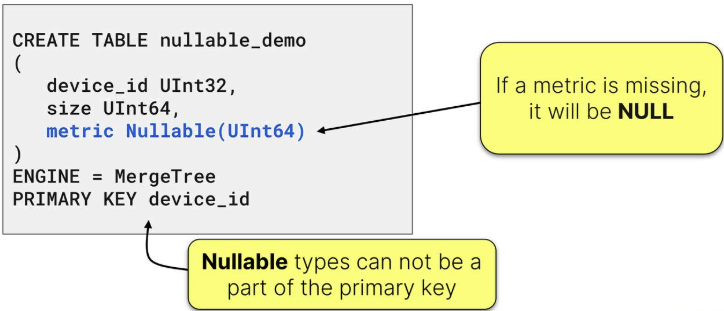 CREATE TABLE nullable_demo
(
device_id UInt32,
size UInt64,
metric Nullable(UInt64)
)
ENGINE = MergeTree
PRIMARY KEY device_id
If a metric is missing,
it will be NULL
Nullable types can not be a
part of the primary key